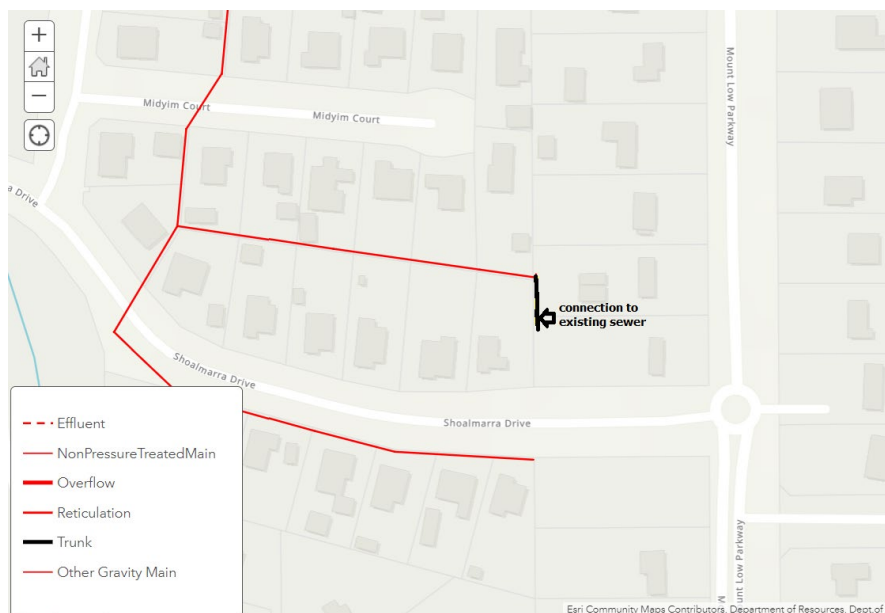 +
Mount Low Parkway
Midyim Court
Midyim Court
−
a Drive
connection to
existing sewer
Shoalmarra Drive
Shoalmarra Drive
Effluent
NonPressureTreatedMain
Overflow
Reticulation
Trunk
Other Gravity Main
M
unt Low Parkway
Esri Community Maps Contributors, Department of Resources, Dept.of